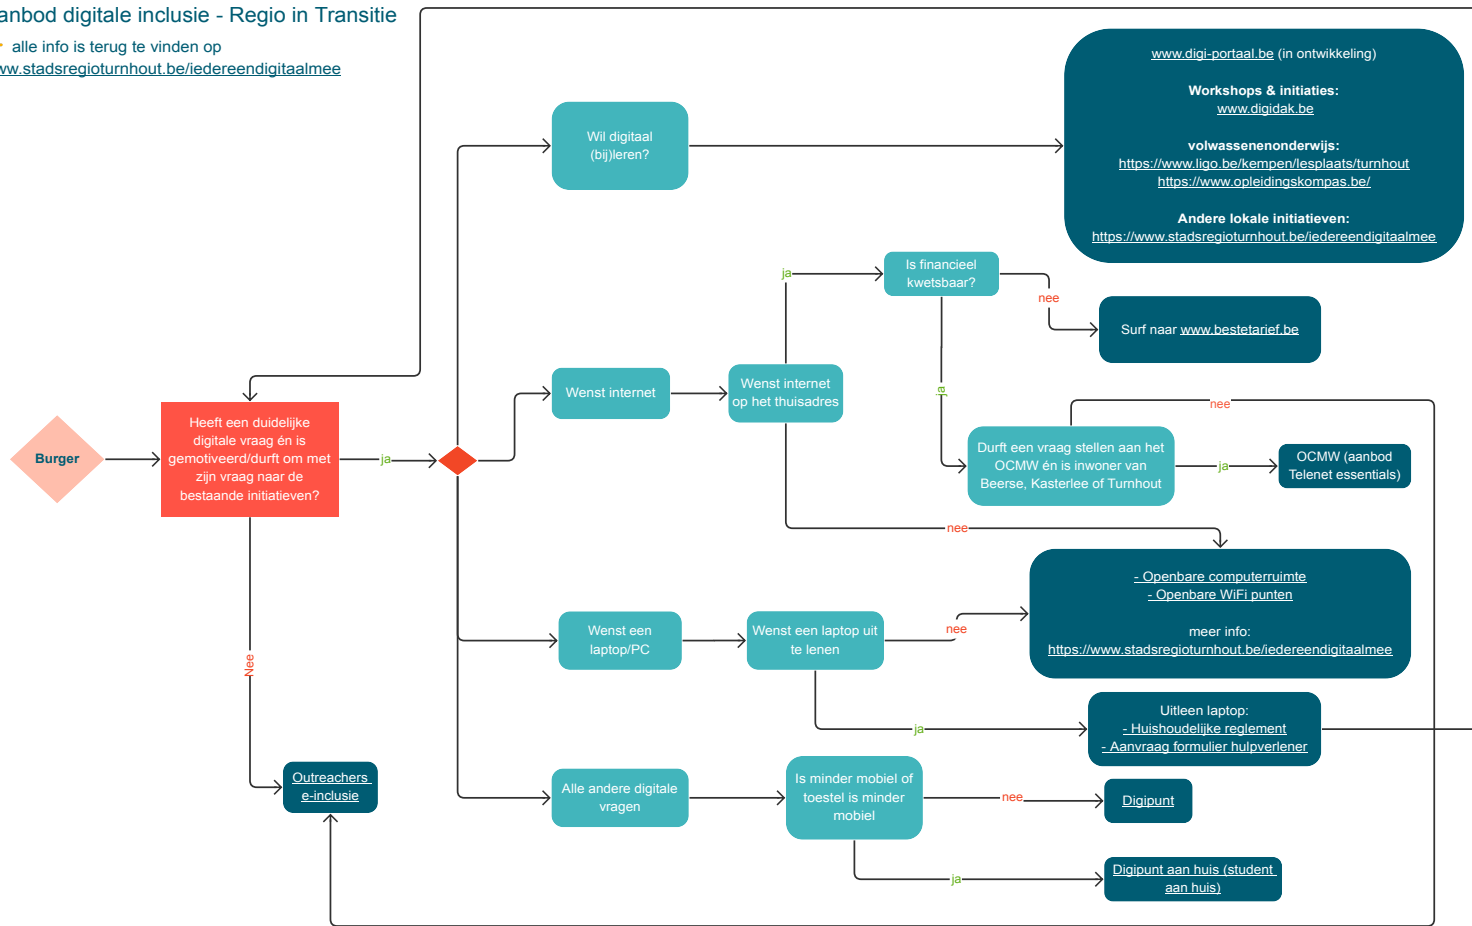 anbod digitale inclusie - Regio in Transitie
alle info is terug te vinden op
ww.stadsregioturnhout.be/iedereendigitaalmee
www.digi-portaal.be (in ontwikkeling)
Workshops & initiaties:
www.digidak.be
volwassenenonderwijs:
https://www.ligo.be/kempen/lesplaats/turnhout
https://www.opleidingskompas.be/
Andere lokale initiatieven:
https://www.stadsregioturnhout.be/iedereendigitaalmee
Wil digitaal
(bij)leren?
ja
Is financieel
kwetsbaar?
nee
Surf naar www.bestetarief.be
Wenst internet
Wenst internet
op het thuisadres
ja
nee
Burger
Heeft een duidelijke
digitale vraag én is
gemotiveerd/durft om met
zijn vraag naar de
bestaande initiatieven?
ja
Durft een vraag stellen aan het
OCMW én is inwoner van
Beerse, Kasterlee of Turnhout
ja
OCMW (aanbod
Telenet essentials)
nee
- Openbare computerruimte
- Openbare WiFi punten
meer info:
https://www.stadsregioturnhout.be/iedereendigitaalmee
Wenst een
laptop/PC
Wenst een laptop uit
te lenen
nee
Nee
ja
Uitleen laptop:
- Huishoudelijke reglement
- Aanvraag formulier hulpverlener
Outreachers
e-inclusie
Alle andere digitale
vragen
Is minder mobiel of
toestel is minder
mobiel
nee
Digipunt
ja
Digipunt aan huis (student
aan huis)